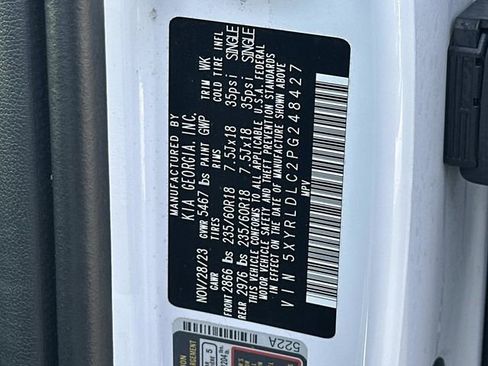 MANUFACTURED BY
KIA GEORGIA, INC.
NOV/28/23 GVWR 5467 lbs PAINT GWP TRIM WK
GAWR RIMS COLD TIRE INFL
FRONT 2866 lbs 235/60R18 7.5Jx18 35psi SINGLE
REAR 2976 lbs 235/60R18 7.5Jx18 35psi SINGLE
THIS VEHICLE CONFORMS TO ALL APPLICABLE U.S.A. FEDERAL
MOTOR VEHICLE SAFETY AND THEFT PREVENTION STANDARDS
IN EFFECT ON THE DATE OF MANUFACTURE SHOWN ABOVE
VIN 5XYRLDLC2PG248427
MPV
522A